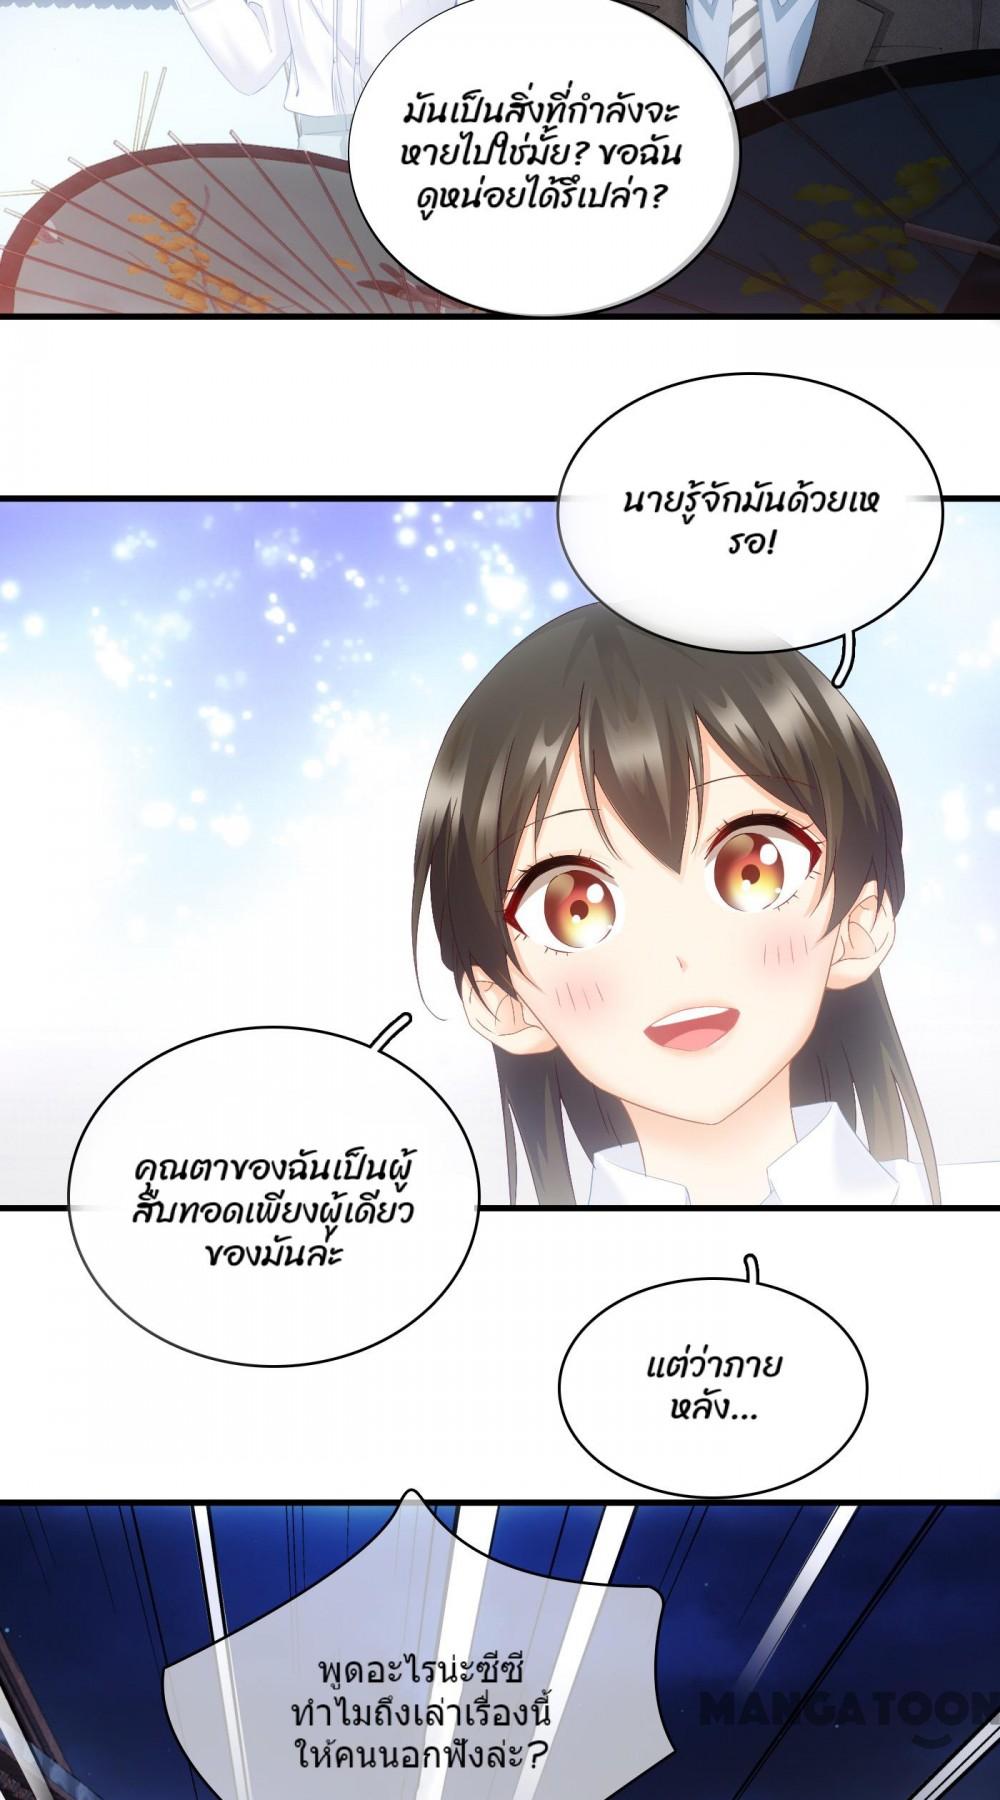 มันเป็นสิ่งที่กำลังจะ
หายไปใช่มั้ย? ขอฉัน
ดูหน่อยได้รึเปล่า?
นายรู้จักมันด้วยเห
รอ!
คุณตาของฉันเป็นผู้
สืบทอดเพียงผู้เดียว
ของมันล่ะ
แต่ว่าภาย
หลัง...
พูดอะไรน่ะซีซี
ทำไมถึงเล่าเรื่องนี้
ให้คนนอกฟังล่ะ?
MANGATOON